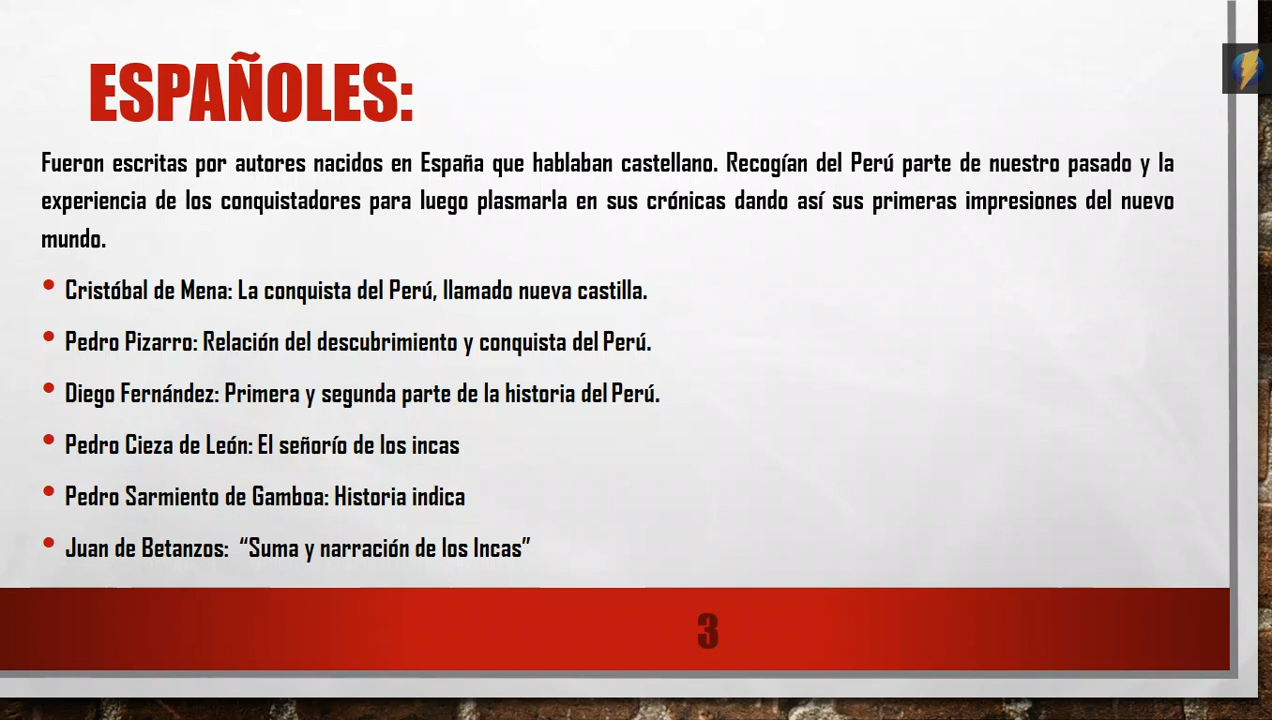 ESPAÑOLES:
Fueron escritas por autores nacidos en España que hablaban castellano. Recogían del Perú parte de nuestro pasado y la
experiencia de los conquistadores para luego plasmarla en sus crónicas dando así sus primeras impresiones del nuevo
mundo.
• Cristóbal de Mena: La conquista del Perú, llamado nueva castilla.
• Pedro Pizarro: Relación del descubrimiento y conquista del Perú.
• Diego Fernández: Primera y segunda parte de la historia del Perú.
• Pedro Cieza de León: El señorío de los incas
• Pedro Sarmiento de Gamboa: Historia indica
• Juan de Betanzos: “Suma y narración de los Incas”
3